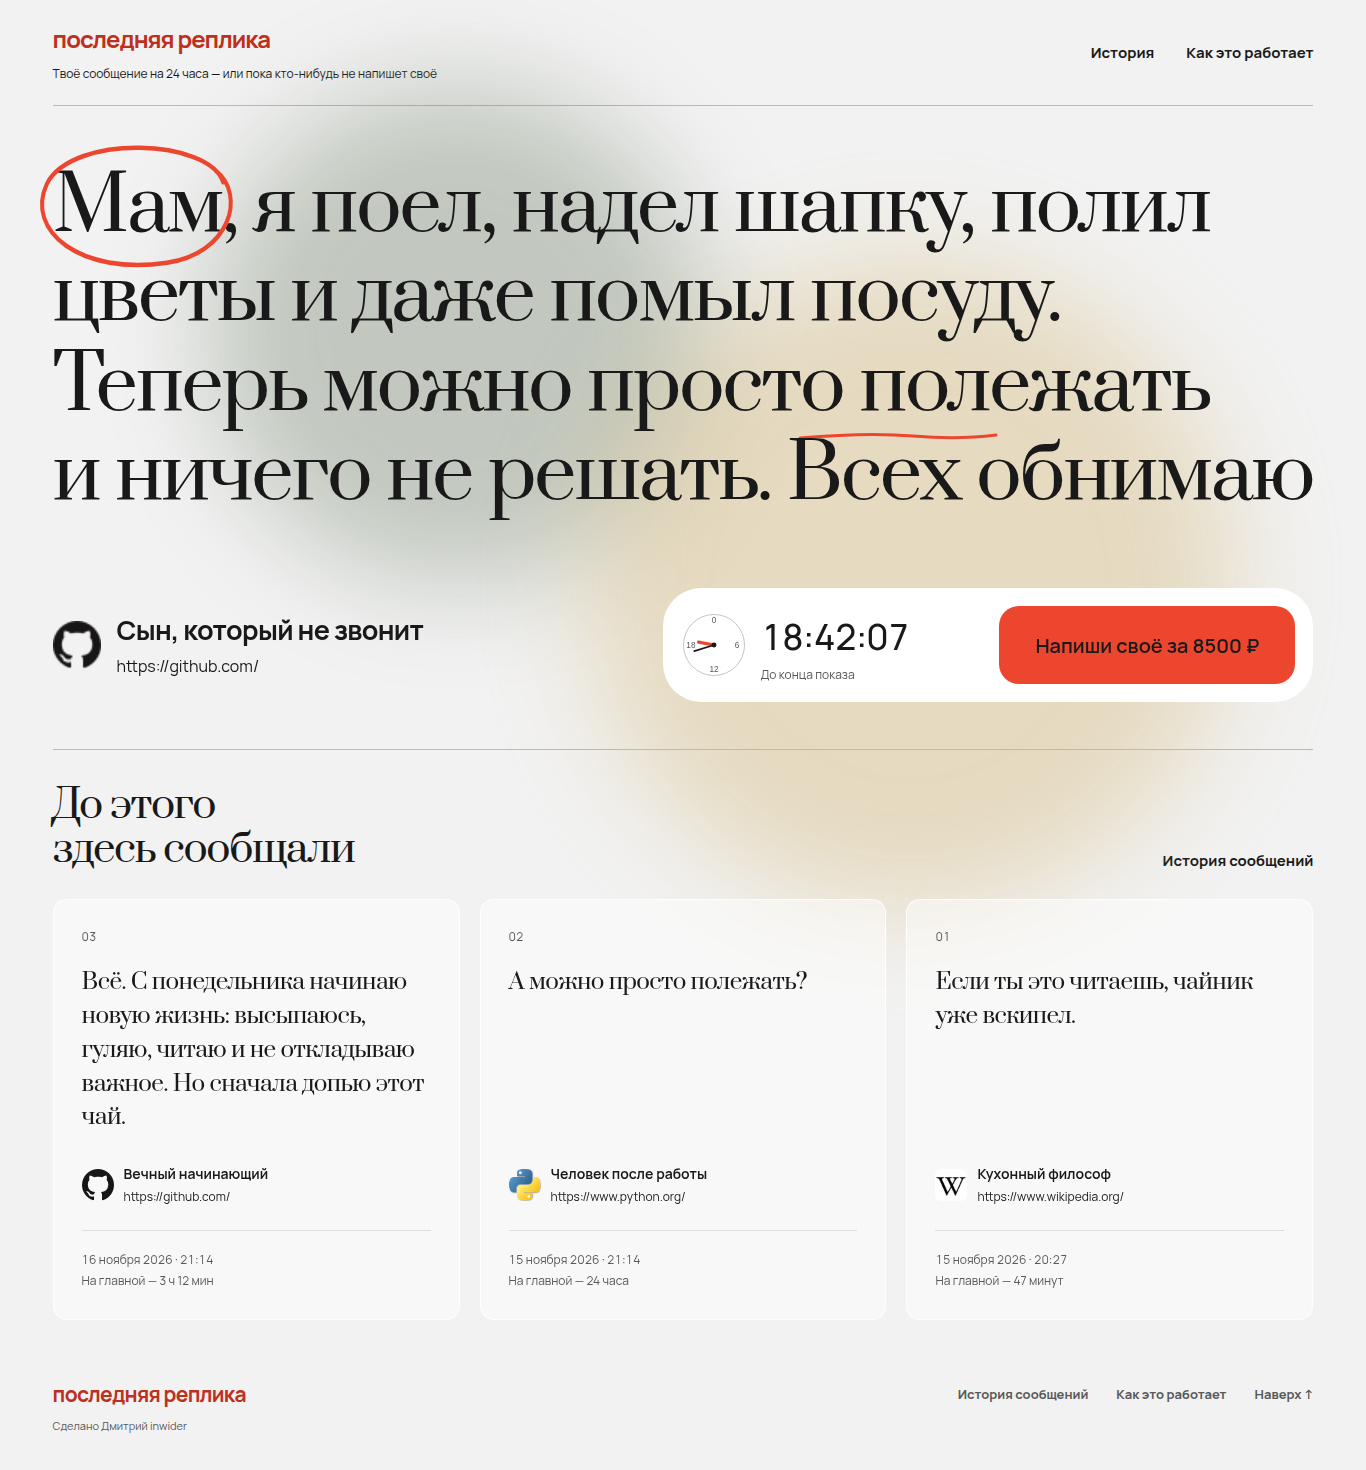 последняя реплика
Твоё сообщение на 24 часа — или пока кто-нибудь не напишет своё
История
Как это работает
Мам, я поел, надел шапку, полил
цветы и даже помыл посуду.
Теперь можно просто полежать
и ничего не решать. Всех обнимаю
Сын, который не звонит
https://github.com/
0
6
12
18
18:42:07
До конца показа
Напиши своё за 8500 ₽
До этого
здесь сообщали
История сообщений
03
Всё. С понедельника начинаю
новую жизнь: высыпаюсь,
гуляю, читаю и не откладываю
важное. Но сначала допью этот
чай.
Вечный начинающий
https://github.com/
16 ноября 2026 · 21:14
На главной — 3 ч 12 мин
02
А можно просто полежать?
Человек после работы
https://www.python.org/
15 ноября 2026 · 21:14
На главной — 24 часа
01
Если ты это читаешь, чайник
уже вскипел.
W
Кухонный философ
https://www.wikipedia.org/
15 ноября 2026 · 20:27
На главной — 47 минут
последняя реплика
Сделано Дмитрий inwider
История сообщений
Как это работает
Наверх ↑